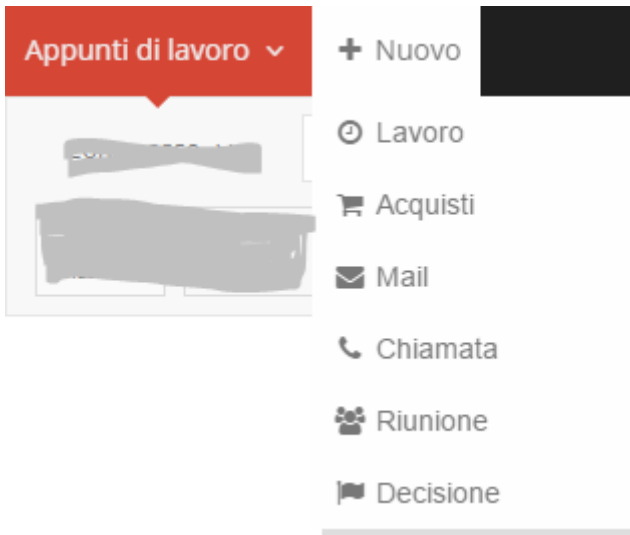 Appunti di lavoro
Nuovo
Lavoro
Acquisti
Mail
Chiamata
Riunione
Decisione